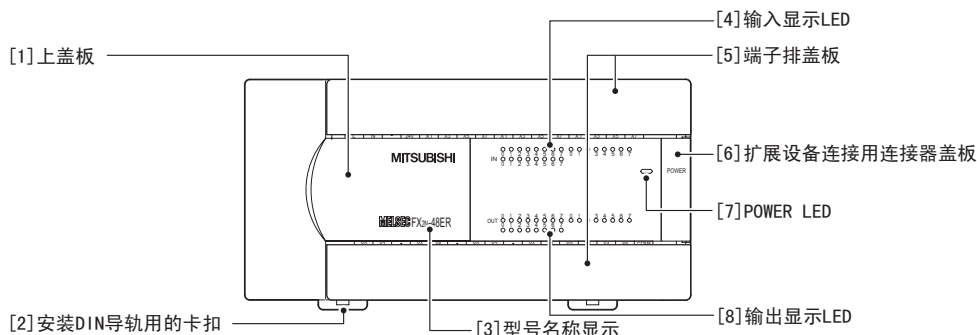 [4]输入显示LED
[1]上盖板
[5]端子排盖板
MITSUBISHI
IN
[6]扩展设备连接用连接器盖板
POWER
[7]POWER LED
MELSEC FX2N-48ER
OUT
[2]安装DIN导轨用的卡扣
[3]型号名称显示
[8]输出显示LED